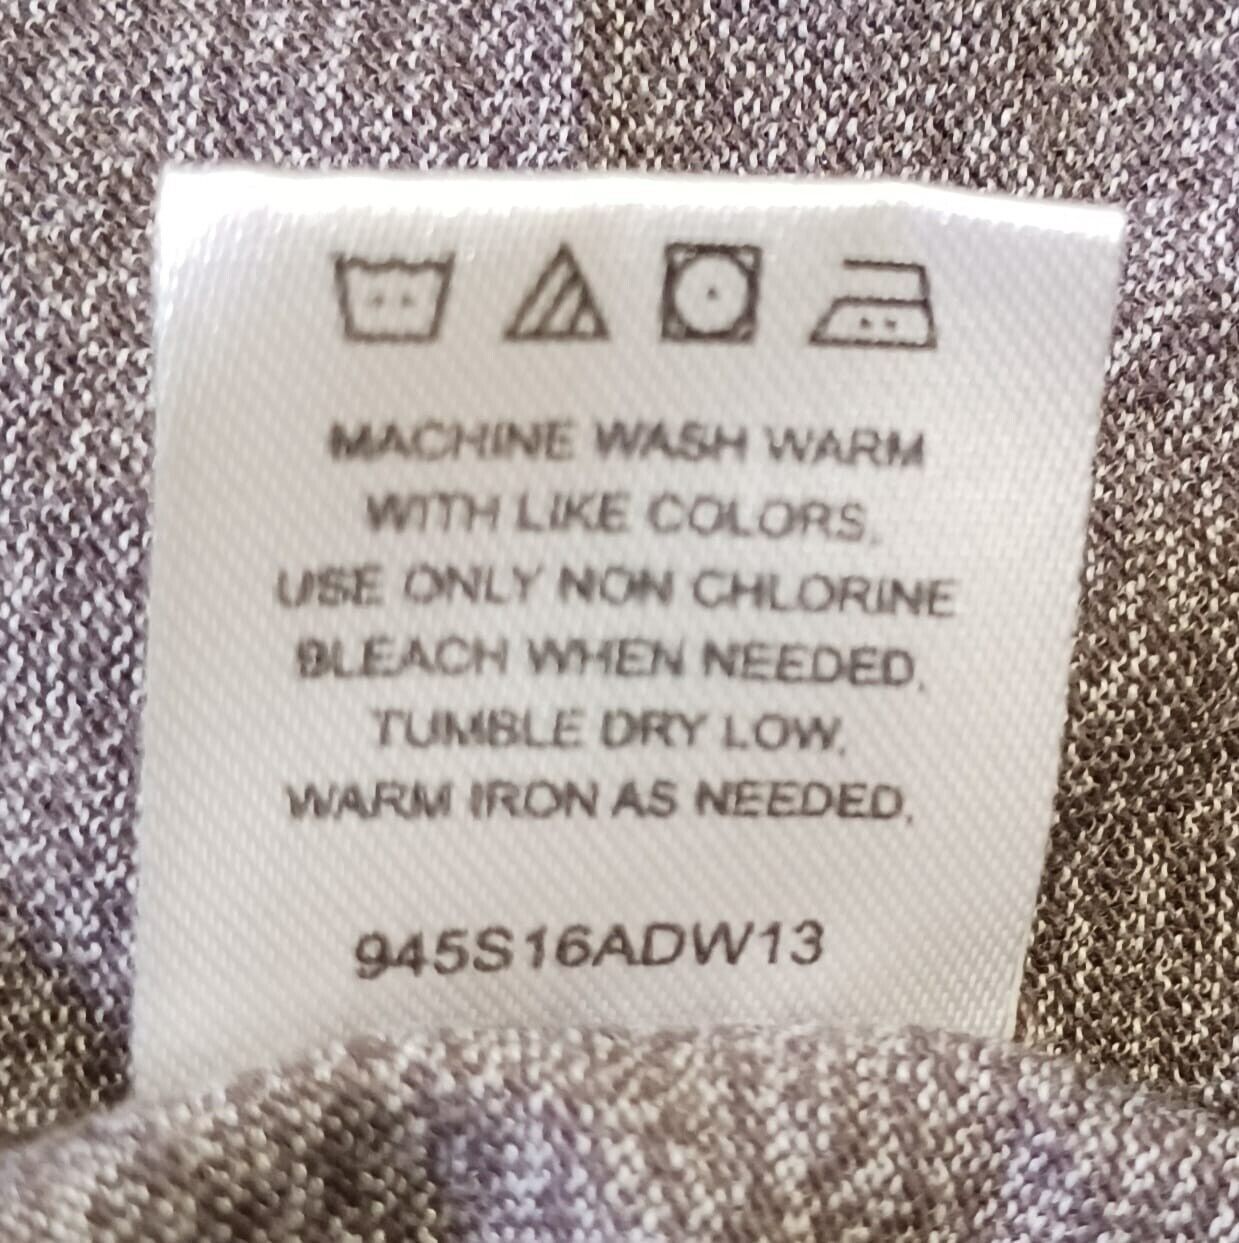 MACHINE WASH WARM
WITH LIKE COLORS.
USE ONLY NON CHLORINE
BLEACH WHEN NEEDED.
TUMBLE DRY LOW.
WARM IRON AS NEEDED.
945S16ADW13